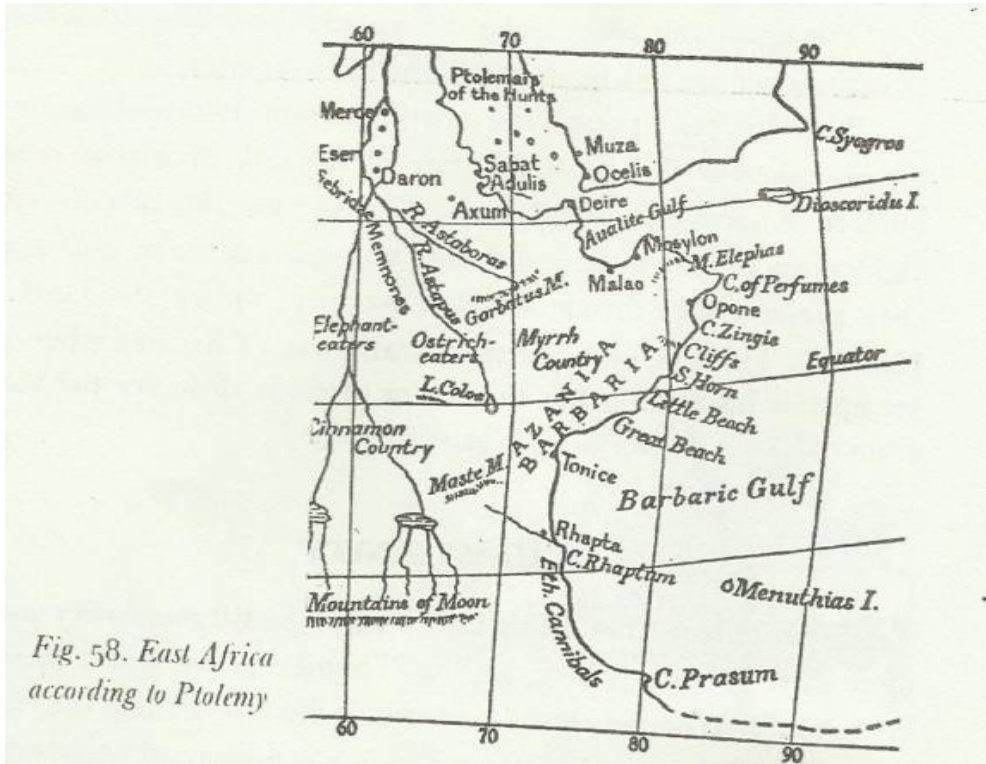 60
70
80
90
Ptolemais
of the Hunts
Meroe
Muza
C. Syagros
Eser
Sabat
Ocelis
Daron
Adulis
Sebridae
Axum
Deire
Dioscoridu I.
Aualite Gulf
Memnones
R. Astaboras
R. Astapus
Mosylon
M. Elephas
Malao
C. of Perfumes
Garbatus M.
Opone
Elephant-
eaters
Ostrich-
eaters
Myrrh
Country
C. Zingis
Cliffs
Equator
AZANIA
BARBARIA
S. Horn
L. Coloe
Little Beach
Great Beach
Cinnamon
Country
Maste M.
Tonice
Barbaric Gulf
Rhapta
C. Rhaptum
Menuthias I.
Mountains of Moon
Eth. Cannibals
C. Prasum
60
70
80
90
Fig. 58. East Africa
according to Ptolemy